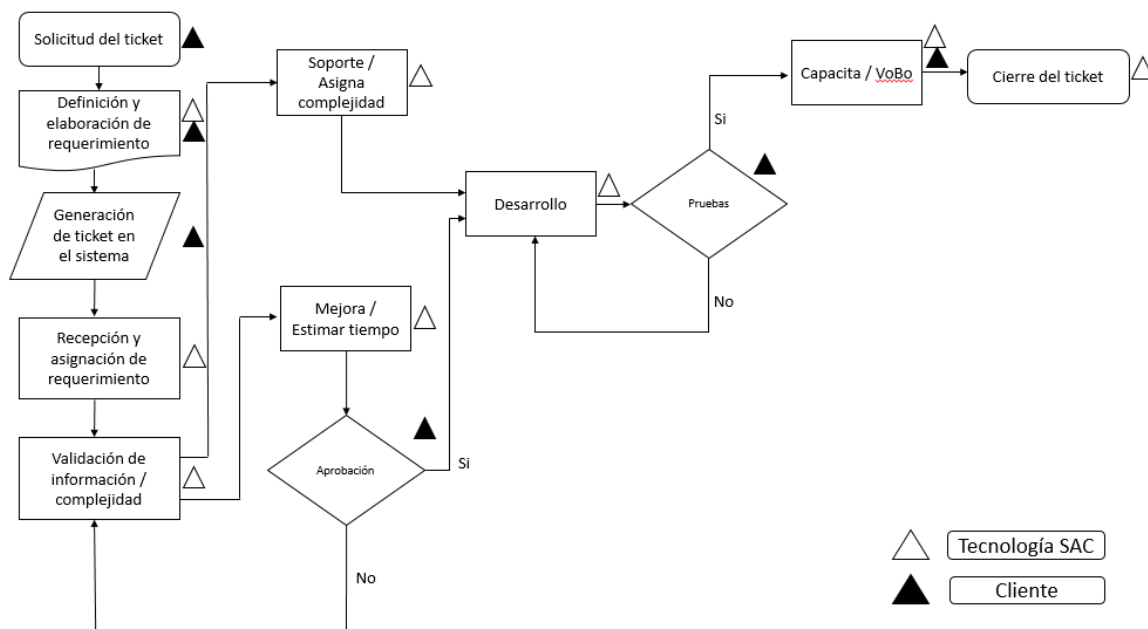 Solicitud del ticket
Definición y
elaboración de
requerimiento
Generación
de ticket en
el sistema
Recepción y
asignación de
requerimiento
Validación de
información /
complejidad
Soporte /
Asigna
complejidad
Mejora /
Estimar tiempo
Aprobación
Si
No
Desarrollo
Pruebas
Si
No
Capacita / VoBo
Cierre del ticket
Tecnología SAC
Cliente